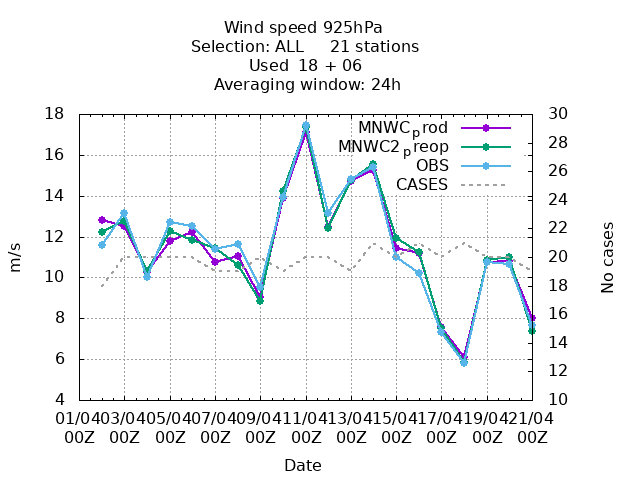 Wind speed 925hPa
Selection: ALL 21 stations
Used 18 + 06
Averaging window: 24h
18
16
14
12
10
8
6
4
m/s
30
28
26
24
22
20
18
16
14
12
10
No cases
MNWCprod
MNWC2preop
OBS
CASES
01/04 03/04 05/04 07/04 09/04 11/04 13/04 15/04 17/04 19/04 21/04
00Z 00Z 00Z 00Z 00Z 00Z 00Z 00Z 00Z 00Z 00Z
Date